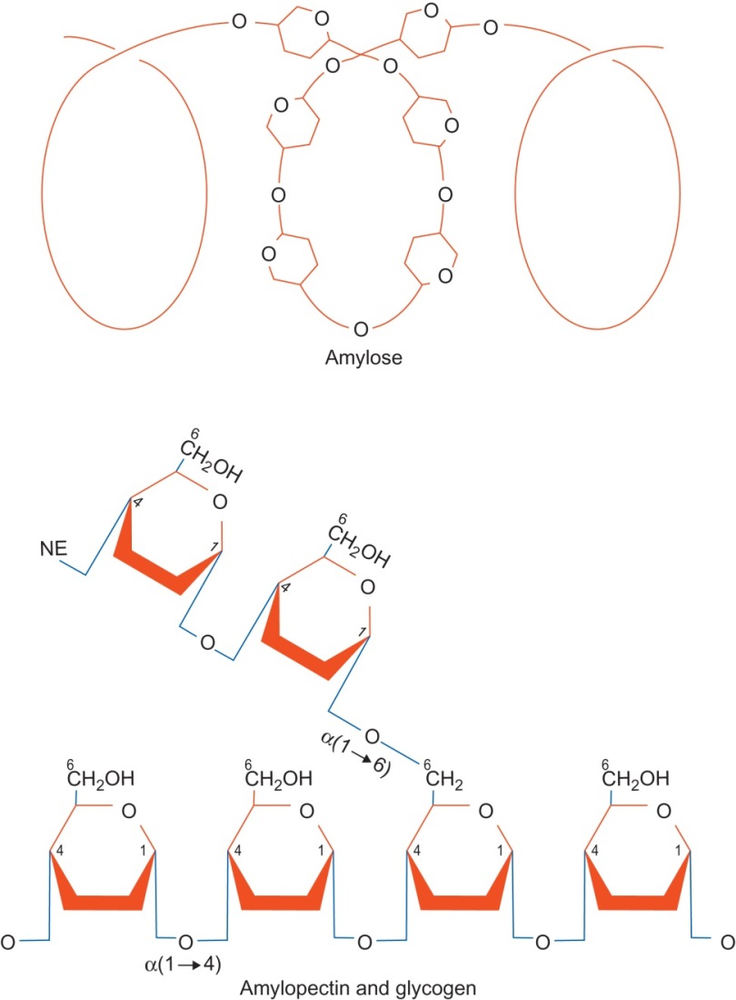 O O O O
O O
O O
O O
O O
O
Amylose
6
CH₂OH
4 O
NE 1
6
CH₂OH
4 O
1
O
O
α(1→6)
6 6 6 6
CH₂OH CH₂OH CH₂ CH₂OH
O O O O
4 1 4 1 4 1 4 1
O O O O O
α(1→4)
Amylopectin and glycogen